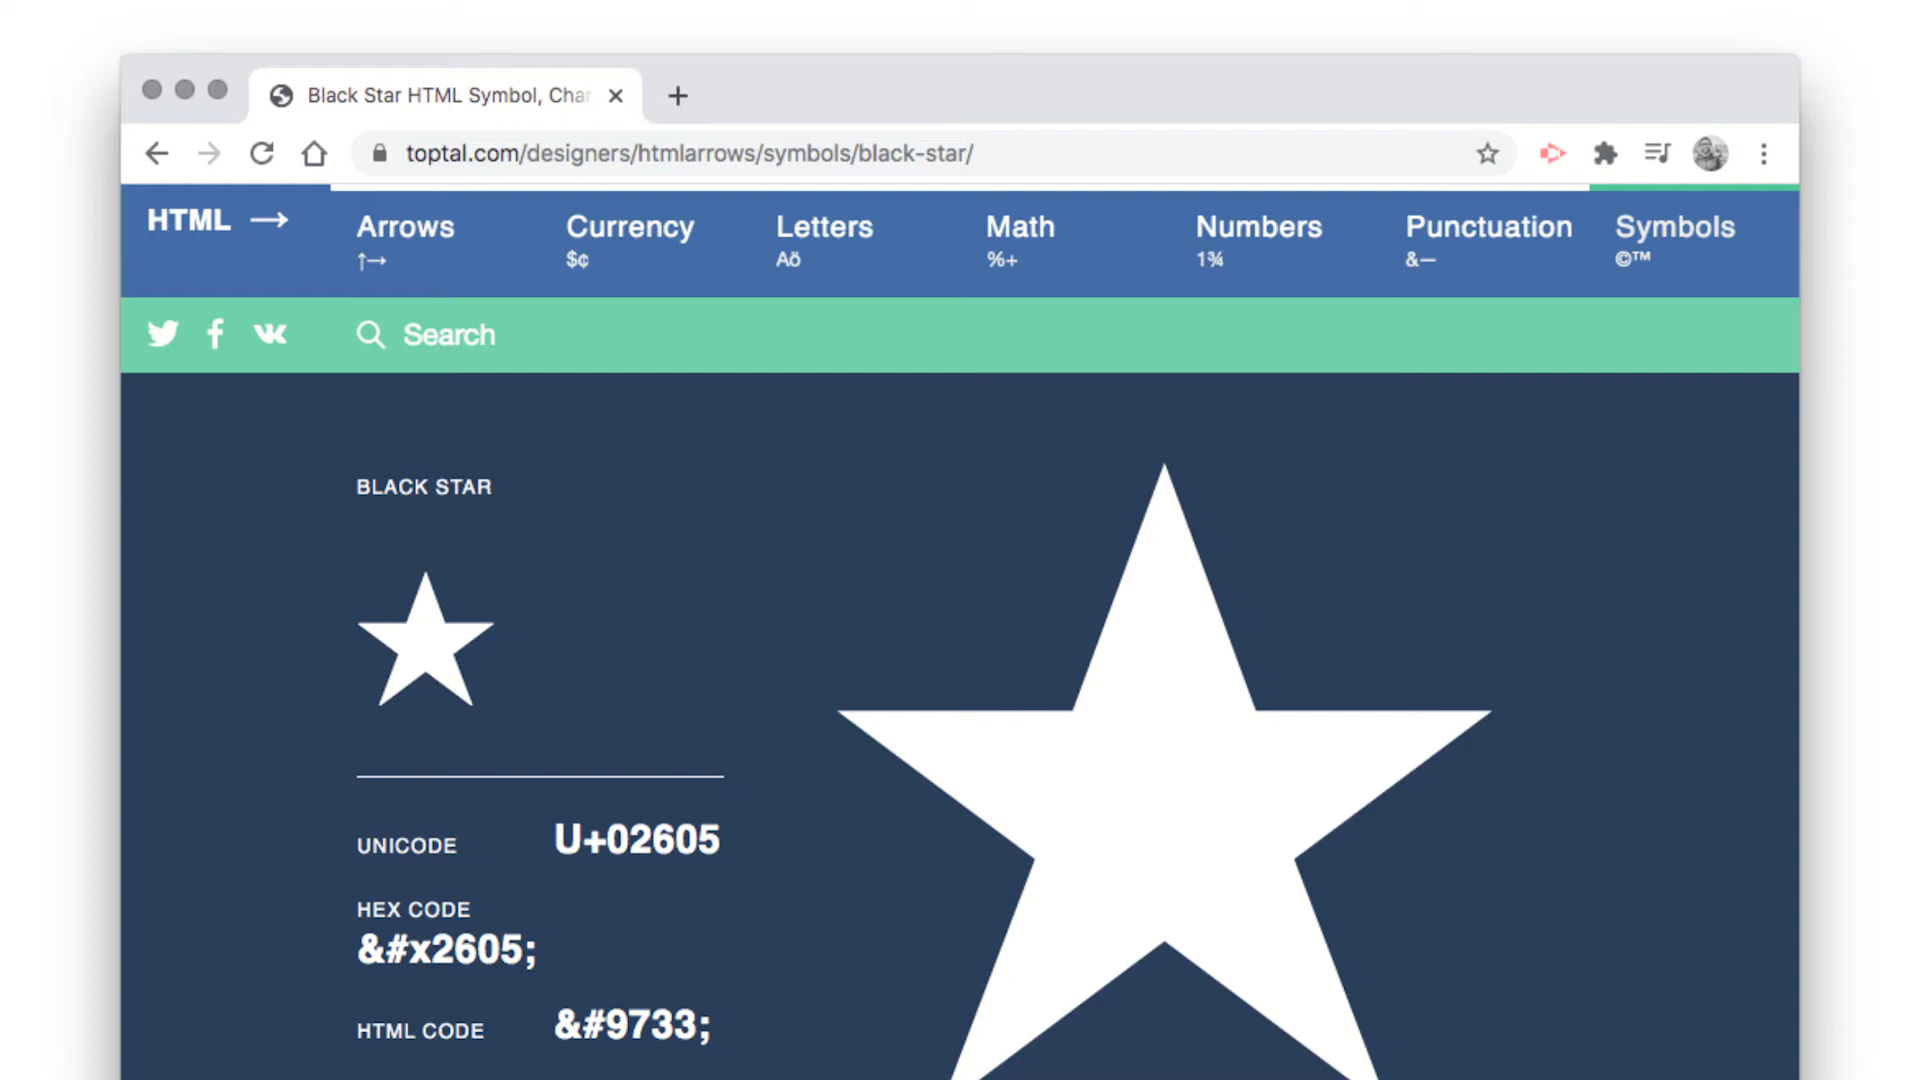 Black Star HTML Symbol, Char
toptal.com/designers/htmlarrows/symbols/black-star/
HTML →
Arrows
↑→
Currency
$¢
Letters
Aö
Math
%+
Numbers
1¾
Punctuation
&—
Symbols
©™
Search
BLACK STAR
★
UNICODE U+02605
HEX CODE
&#x2605;
HTML CODE &#9733;